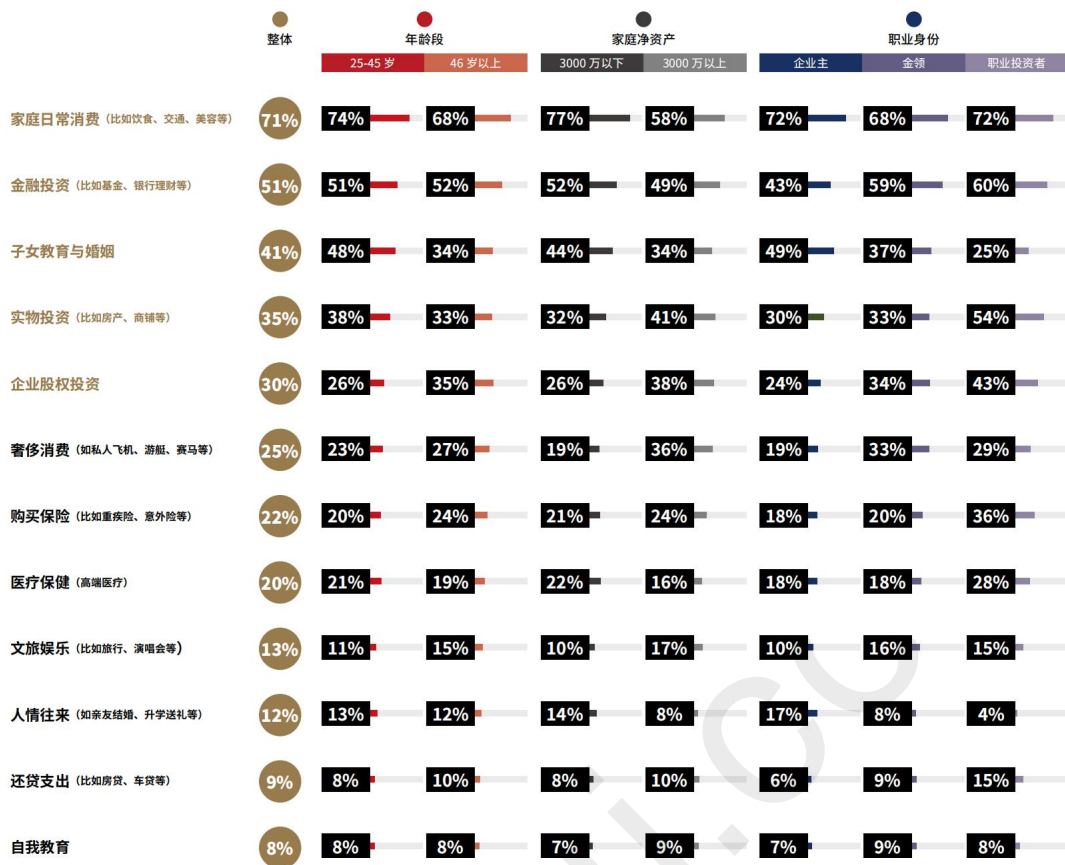 整体 年龄段 家庭净资产 职业身份
25-45 岁 46 岁以上 3000 万以下 3000 万以上 企业主 金领 职业投资者
家庭日常消费（比如饮食、交通、美容等） 71% 74% 68% 77% 58% 72% 68% 72%
金融投资（比如基金、银行理财等） 51% 51% 52% 52% 49% 43% 59% 60%
子女教育与婚姻 41% 48% 34% 44% 34% 49% 37% 25%
实物投资（比如房产、商铺等） 35% 38% 33% 32% 41% 30% 33% 54%
企业股权投资 30% 26% 35% 26% 38% 24% 34% 43%
奢侈消费（如私人飞机、游艇、赛马等） 25% 23% 27% 19% 36% 19% 33% 29%
购买保险（比如重疾险、意外险等） 22% 20% 24% 21% 24% 18% 20% 36%
医疗保健（高端医疗） 20% 21% 19% 22% 16% 18% 18% 28%
文旅娱乐（比如旅行、演唱会等） 13% 11% 15% 10% 17% 10% 16% 15%
人情往来（如亲友结婚、升学送礼等） 12% 13% 12% 14% 8% 17% 8% 4%
还贷支出（比如房贷、车贷等） 9% 8% 10% 8% 10% 6% 9% 15%
自我教育 8% 8% 8% 7% 9% 7% 9% 8%